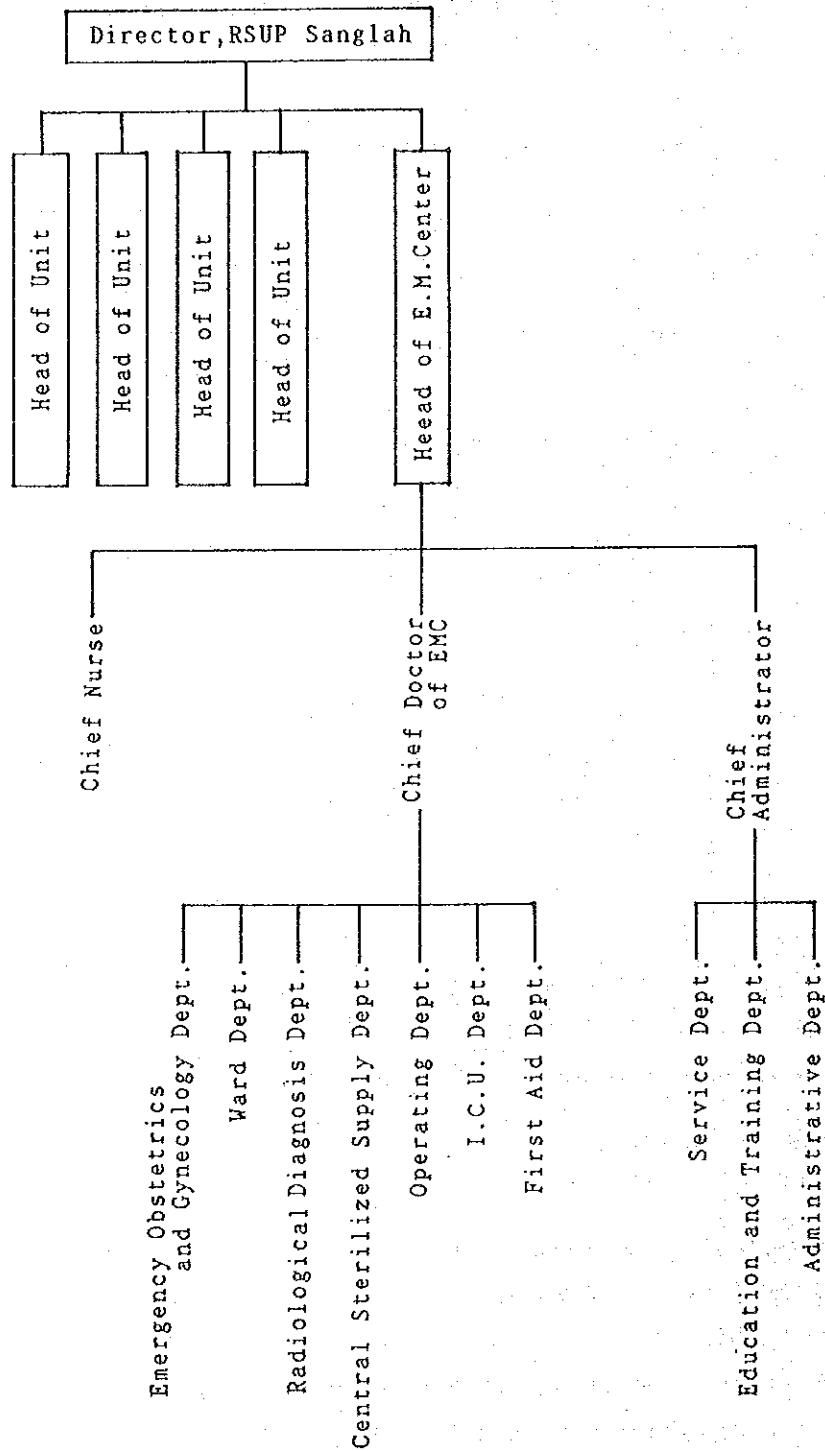 Director,RSUP Sanglah
Head of Unit
Head of Unit
Head of Unit
Head of Unit
Heead of E.M.Center
Chief Nurse
Chief Doctor
of EMC
Chief
Administrator
Emergency Obstetrics
and Gynecology Dept.
Ward Dept.
Radiological Diagnosis Dept.
Central Sterilized Supply Dept.
Operating Dept.
I.C.U. Dept.
First Aid Dept.
Service Dept.
Education and Training Dept.
Administrative Dept.